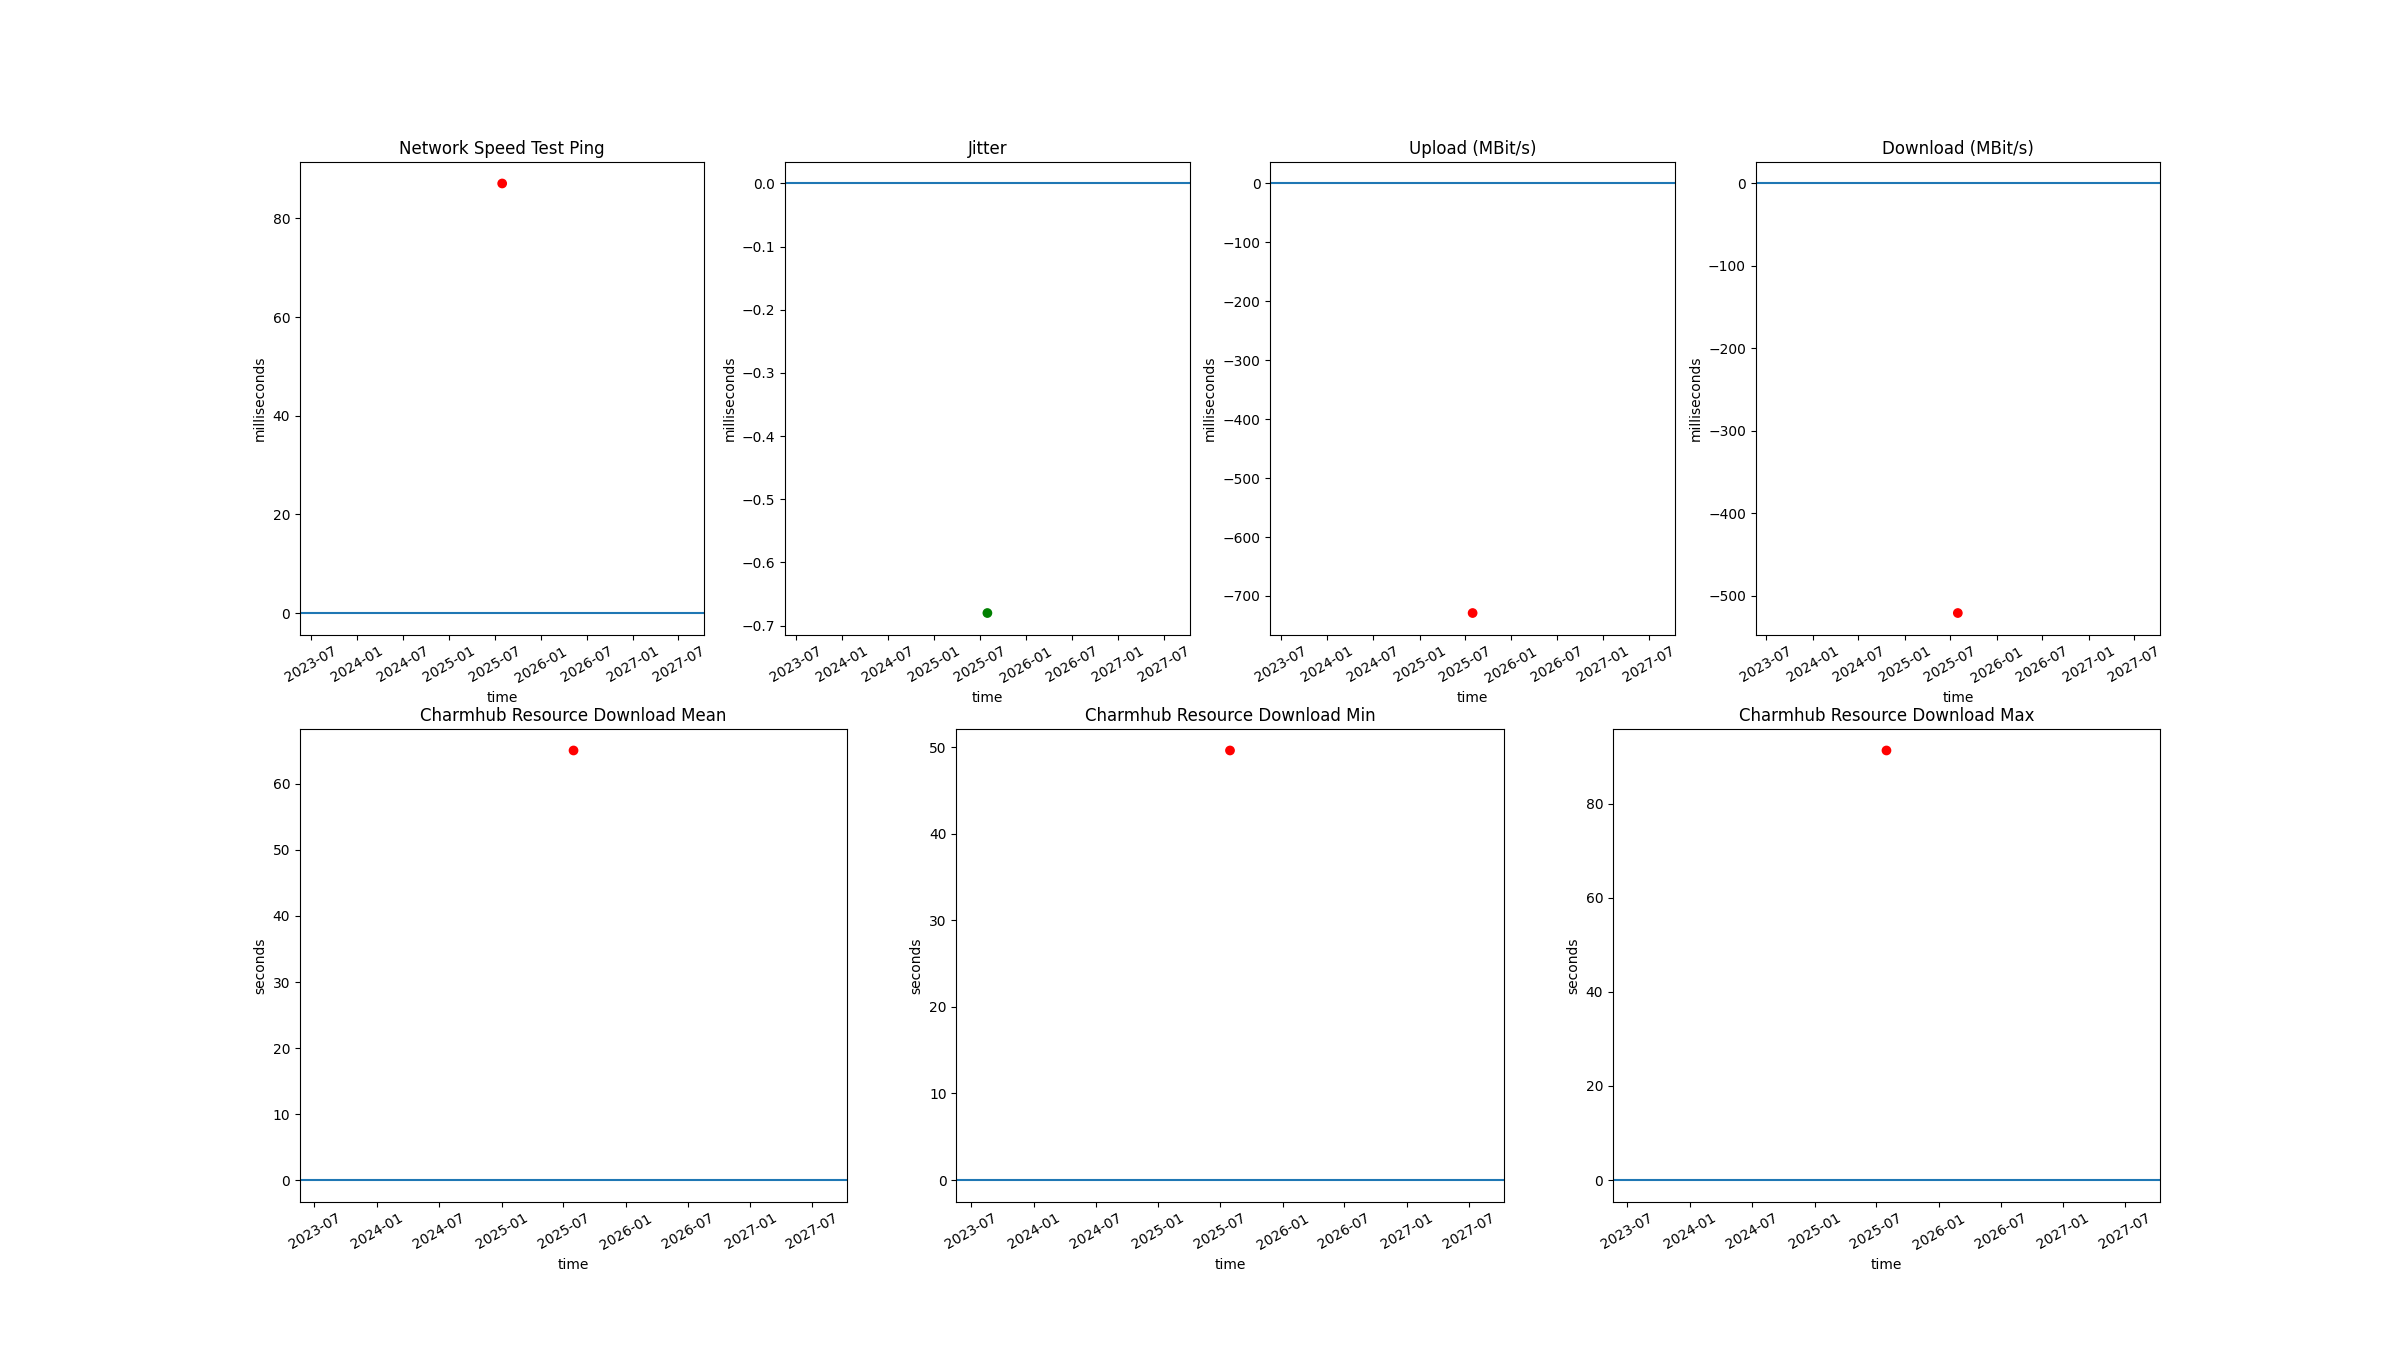 Network Speed Test Ping
milliseconds
80
60
40
20
0
2023-07 2024-01 2024-07 2025-01 2025-07 2026-01 2026-07 2027-01 2027-07
time
Jitter
milliseconds
0.0
−0.1
−0.2
−0.3
−0.4
−0.5
−0.6
−0.7
2023-07 2024-01 2024-07 2025-01 2025-07 2026-01 2026-07 2027-01 2027-07
time
Upload (MBit/s)
milliseconds
0
−100
−200
−300
−400
−500
−600
−700
2023-07 2024-01 2024-07 2025-01 2025-07 2026-01 2026-07 2027-01 2027-07
time
Download (MBit/s)
milliseconds
0
−100
−200
−300
−400
−500
2023-07 2024-01 2024-07 2025-01 2025-07 2026-01 2026-07 2027-01 2027-07
time
Charmhub Resource Download Mean
seconds
60
50
40
30
20
10
0
2023-07 2024-01 2024-07 2025-01 2025-07 2026-01 2026-07 2027-01 2027-07
time
Charmhub Resource Download Min
seconds
50
40
30
20
10
0
2023-07 2024-01 2024-07 2025-01 2025-07 2026-01 2026-07 2027-01 2027-07
time
Charmhub Resource Download Max
seconds
80
60
40
20
0
2023-07 2024-01 2024-07 2025-01 2025-07 2026-01 2026-07 2027-01 2027-07
time